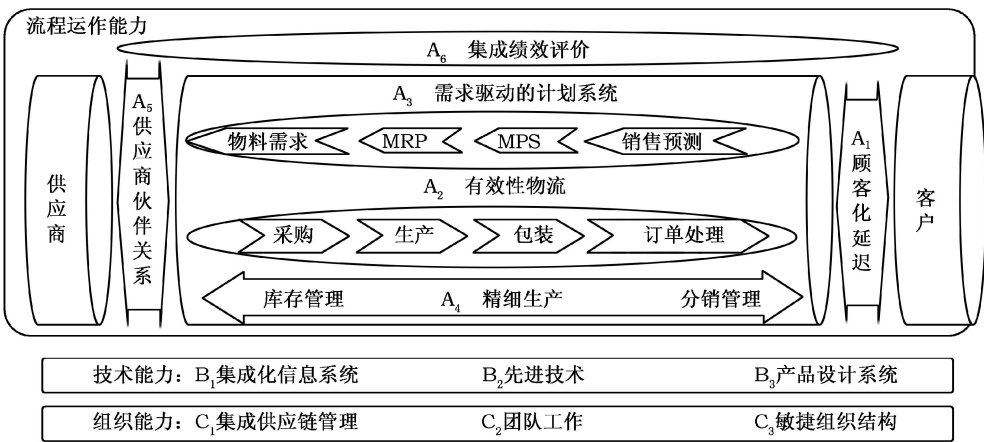 流程运作能力
A6 集成绩效评价
A5供应商伙伴关系
A3 需求驱动的计划系统
物料需求 MRP MPS 销售预测
A2 有效性物流
采购 生产 包装 订单处理
库存管理 A4 精细生产 分销管理
供应商
A1顾客化延迟
客户
技术能力：B1集成化信息系统 B2先进技术 B3产品设计系统
组织能力：C1集成供应链管理 C2团队工作 C3敏捷组织结构